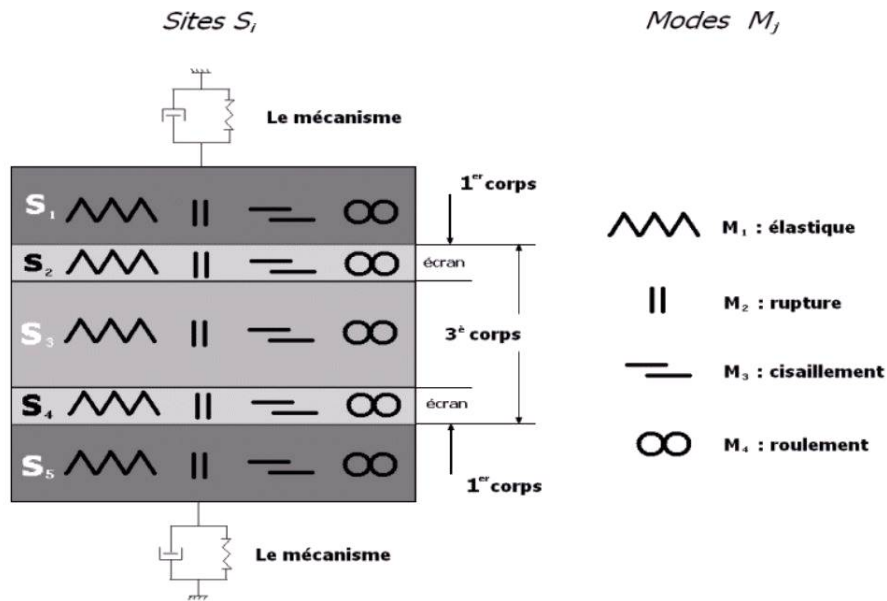 Sites Si
Modes Mj
Le mécanisme
1er corps
S1
S2
écran
S3
3è corps
S4
écran
S5
1er corps
Le mécanisme
M1 : élastique
M2 : rupture
M3 : cisaillement
M4 : roulement